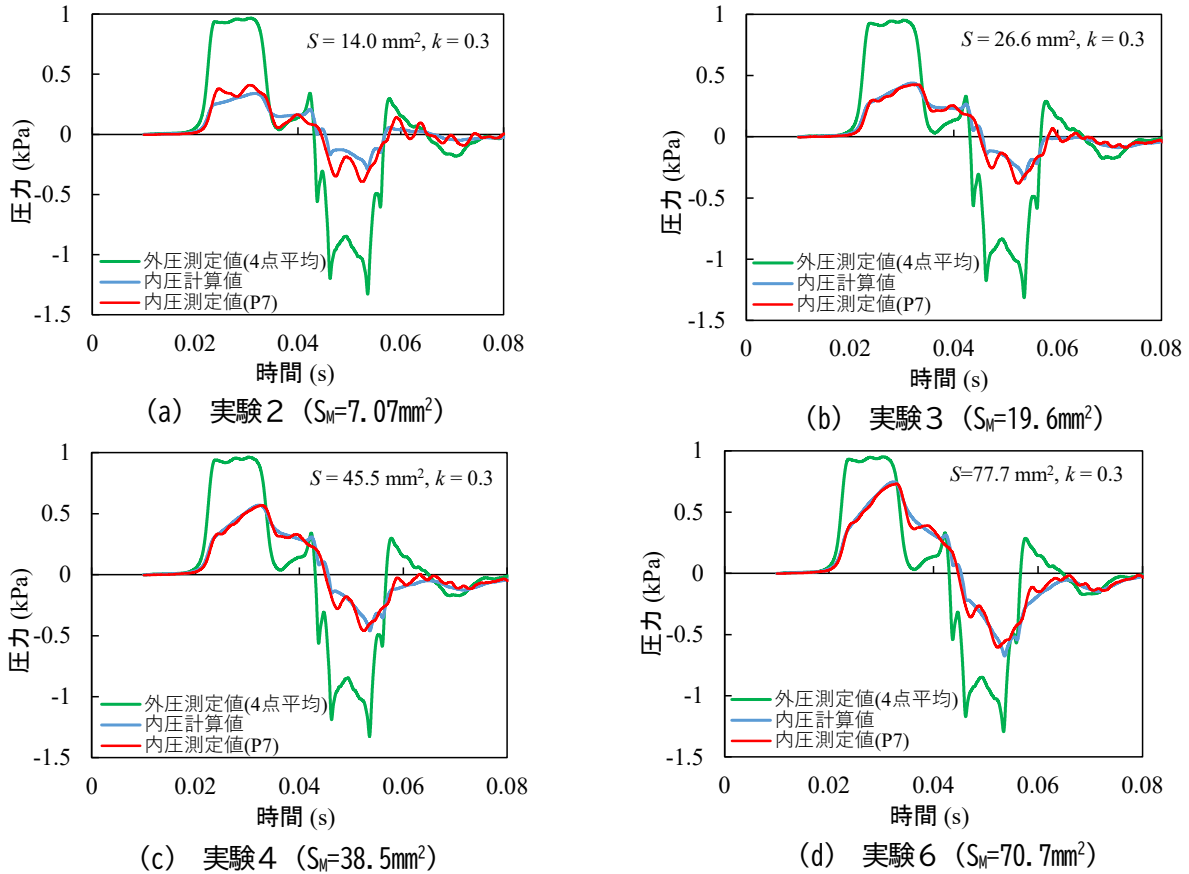 1
0.5
0
-0.5
-1
-1.5
圧力 (kPa)
S = 14.0 mm², k = 0.3
外圧測定値(4点平均)
内圧計算値
内圧測定値(P7)
0 0.02 0.04 0.06 0.08
時間 (s)
(a) 実験２ (SM=7.07mm²)
1
0.5
0
-0.5
-1
-1.5
圧力 (kPa)
S = 26.6 mm², k = 0.3
外圧測定値(4点平均)
内圧計算値
内圧測定値(P7)
0 0.02 0.04 0.06 0.08
時間 (s)
(b) 実験３ (SM=19.6mm²)
1
0.5
0
-0.5
-1
-1.5
圧力 (kPa)
S = 45.5 mm², k = 0.3
外圧測定値(4点平均)
内圧計算値
内圧測定値(P7)
0 0.02 0.04 0.06 0.08
時間 (s)
(c) 実験４ (SM=38.5mm²)
1
0.5
0
-0.5
-1
-1.5
圧力 (kPa)
S=77.7 mm², k = 0.3
外圧測定値(4点平均)
内圧計算値
内圧測定値(P7)
0 0.02 0.04 0.06 0.08
時間 (s)
(d) 実験６ (SM=70.7mm²)